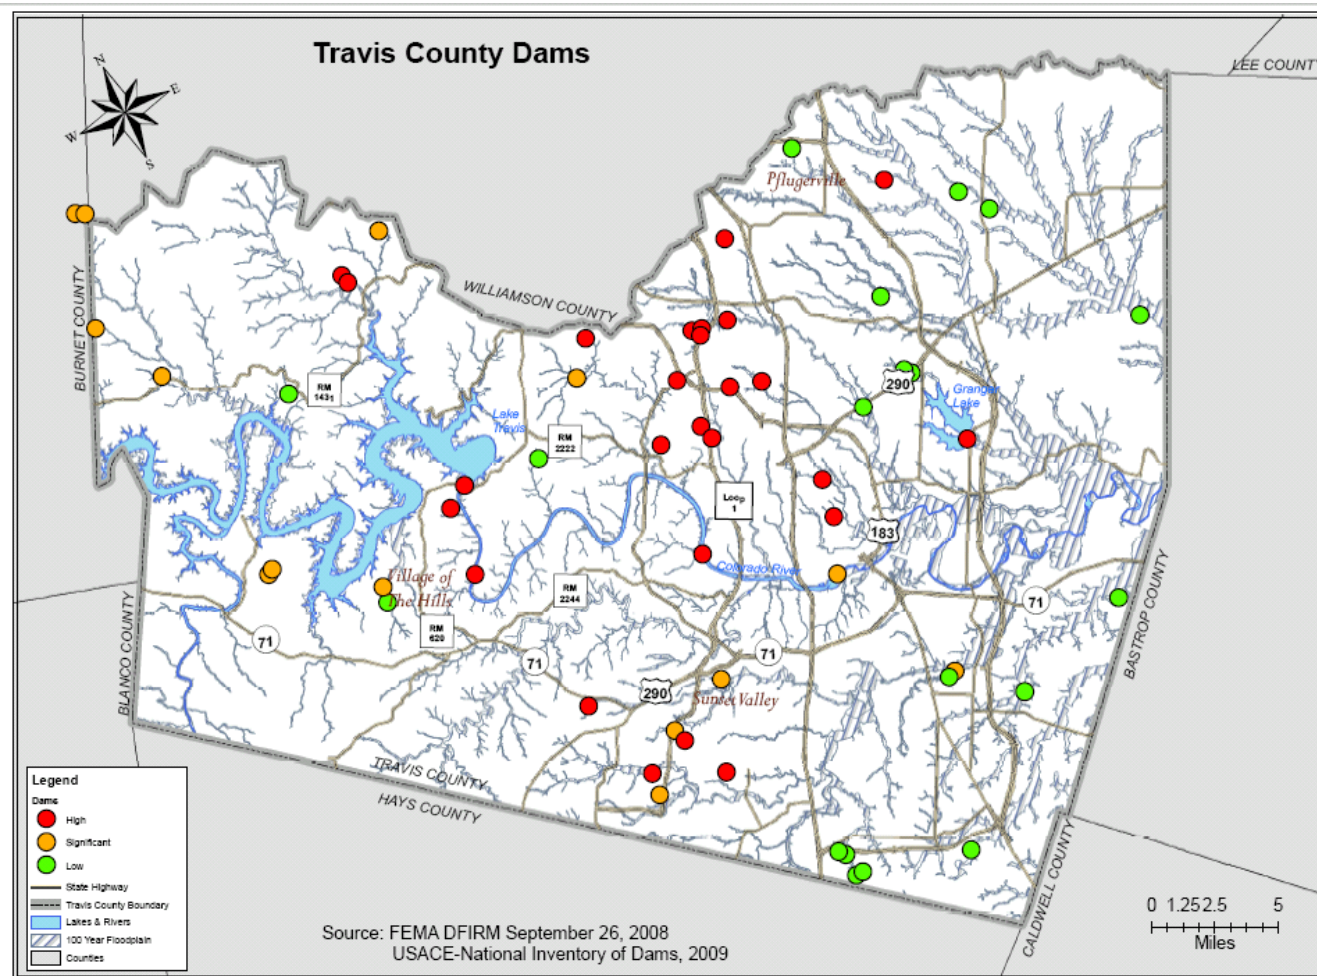 Travis County Dams
LEE COUNTY
N
E
W
S
Pflugerville
WILLIAMSON COUNTY
BURNET COUNTY
RM
1431
Lake
Travis
RM
2222
290
Granger
Lake
Loop
1
183
Colorado River
Village of
The Hills
RM
2244
71
RM
620
71
71
71
290
Sunset Valley
BLANCO COUNTY
BASTROP COUNTY
TRAVIS COUNTY
HAYS COUNTY
CALDWELL COUNTY
Legend
Dams
High
Significant
Low
State Highway
Travis County Boundary
Lakes & Rivers
100 Year Floodplain
Counties
Source: FEMA DFIRM September 26, 2008
USACE-National Inventory of Dams, 2009
0 1.25 2.5 5
Miles